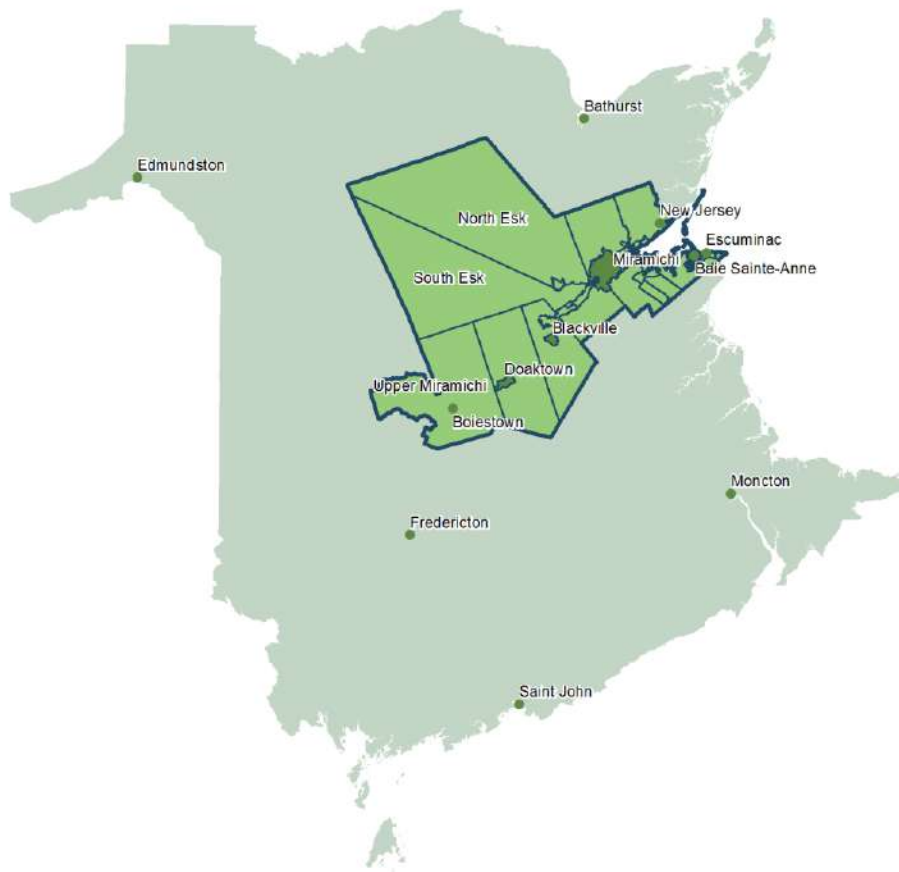 Bathurst
Edmundston
New Jersey
North Esk
Escuminac
Miramichi
Baie Sainte-Anne
South Esk
Blackville
Doaktown
Upper Miramichi
Boiestown
Moncton
Fredericton
Saint John